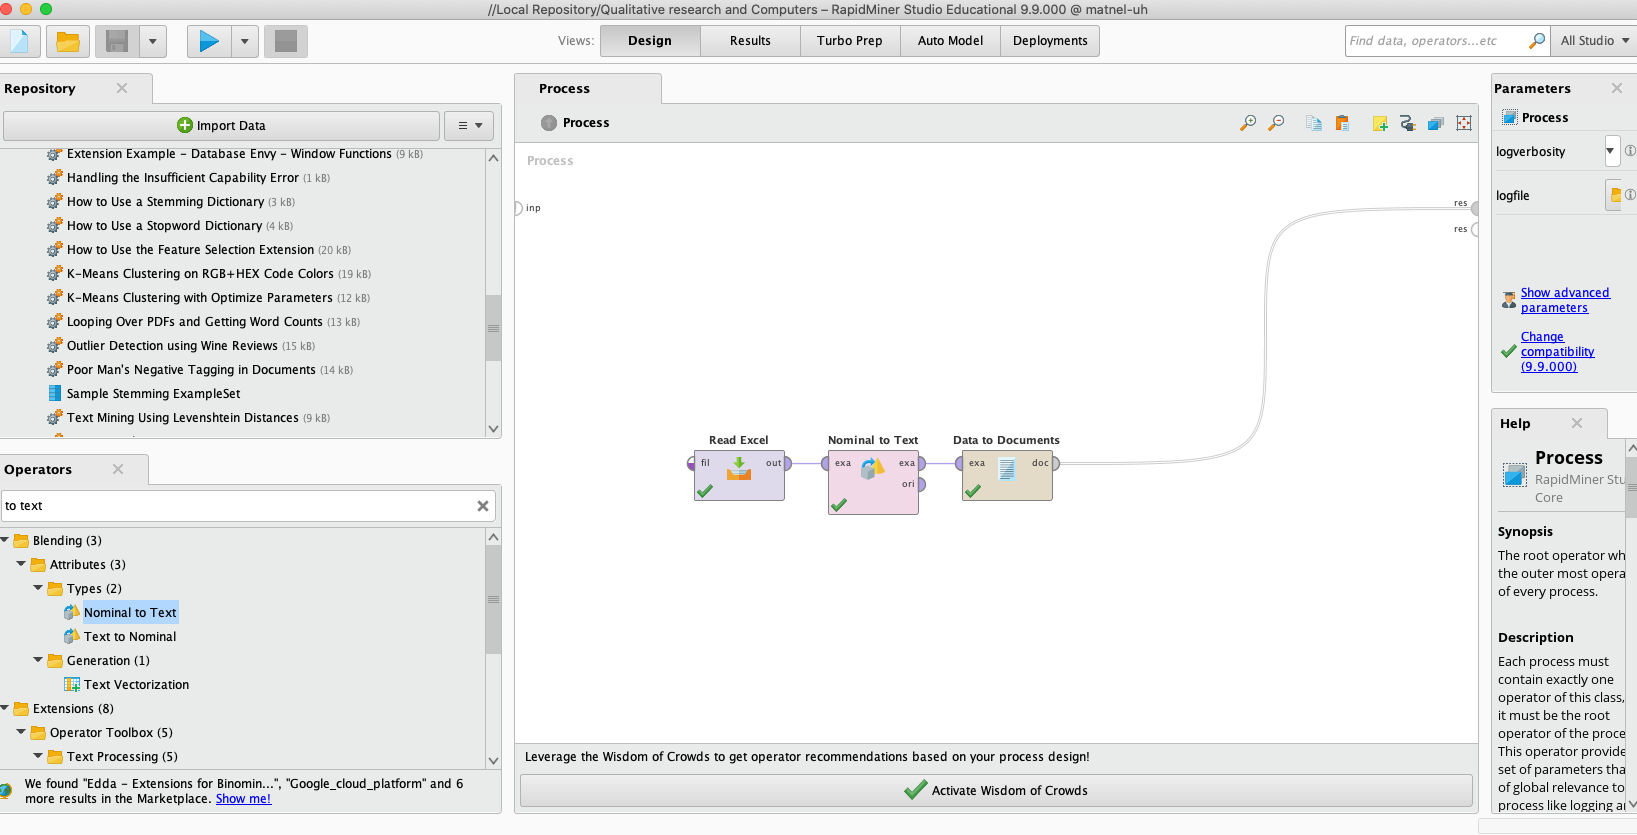 //Local Repository/Qualitative research and Computers – RapidMiner Studio Educational 9.9.000 @ matnel-uh
Views:
Design
Results
Turbo Prep
Auto Model
Deployments
Find data, operators...etc
All Studio
Repository
Import Data
Extension Example – Database Envy – Window Functions (9 kB)
Handling the Insufficient Capability Error (1 kB)
How to Use a Stemming Dictionary (3 kB)
How to Use a Stopword Dictionary (4 kB)
How to Use the Feature Selection Extension (20 kB)
K-Means Clustering on RGB+HEX Code Colors (19 kB)
K-Means Clustering with Optimize Parameters (12 kB)
Looping Over PDFs and Getting Word Counts (13 kB)
Outlier Detection using Wine Reviews (15 kB)
Poor Man's Negative Tagging in Documents (14 kB)
Sample Stemming ExampleSet
Text Mining Using Levenshtein Distances (9 kB)
Operators
to text
Blending (3)
Attributes (3)
Types (2)
Nominal to Text
Text to Nominal
Generation (1)
Text Vectorization
Extensions (8)
Operator Toolbox (5)
Text Processing (5)
We found "Edda – Extensions for Binomin...", "Google_cloud_platform" and 6
more results in the Marketplace. Show me!
Process
Process
Process
inp
res
res
Read Excel
fil
out
Nominal to Text
exa
exa
ori
Data to Documents
exa
doc
Leverage the Wisdom of Crowds to get operator recommendations based on your process design!
Activate Wisdom of Crowds
Parameters
Process
logverbosity
logfile
Show advanced
parameters
Change
compatibility
(9.9.000)
Help
Process
RapidMiner Stu
Core
Synopsis
The root operator wh
the outer most opera
of every process.
Description
Each process must
contain exactly one
operator of this class,
it must be the root
operator of the proce
This operator provide
set of parameters tha
of global relevance to
process like logging a